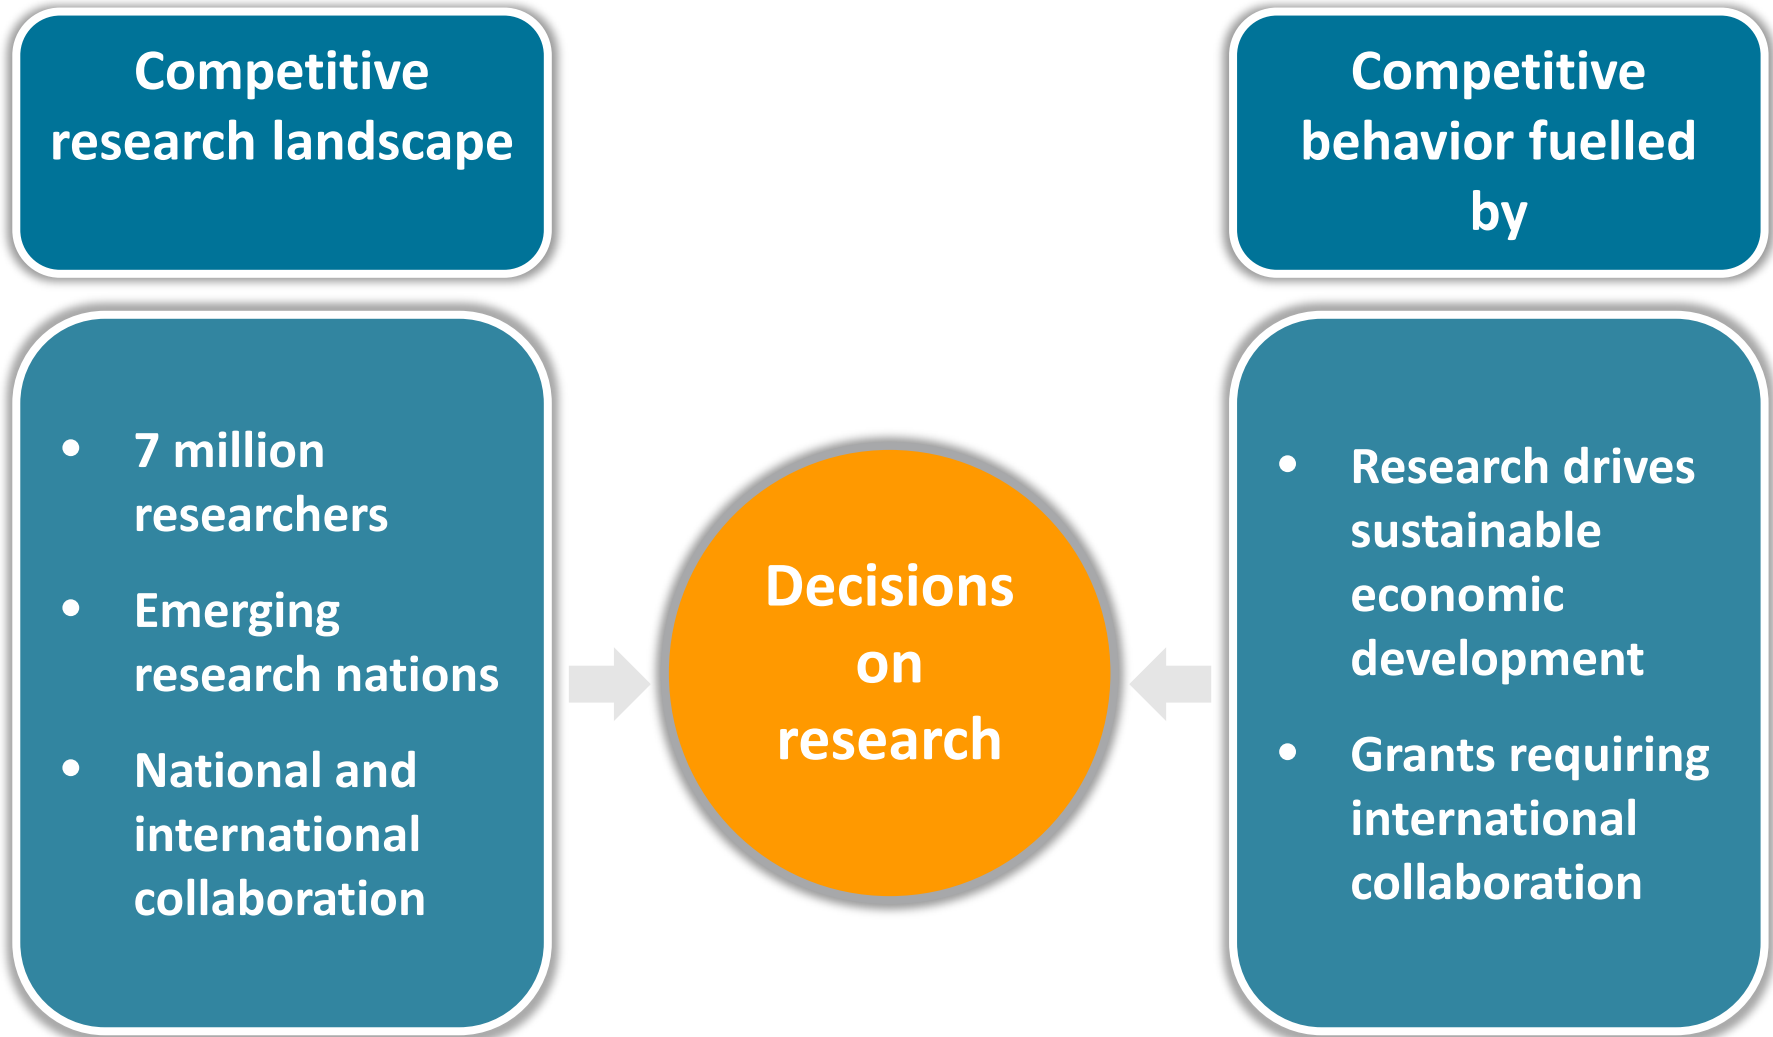 Competitive
research landscape
• 7 million
researchers
• Emerging
research nations
• National and
international
collaboration
Decisions
on
research
Competitive
behavior fuelled
by
• Research drives
sustainable
economic
development
• Grants requiring
international
collaboration